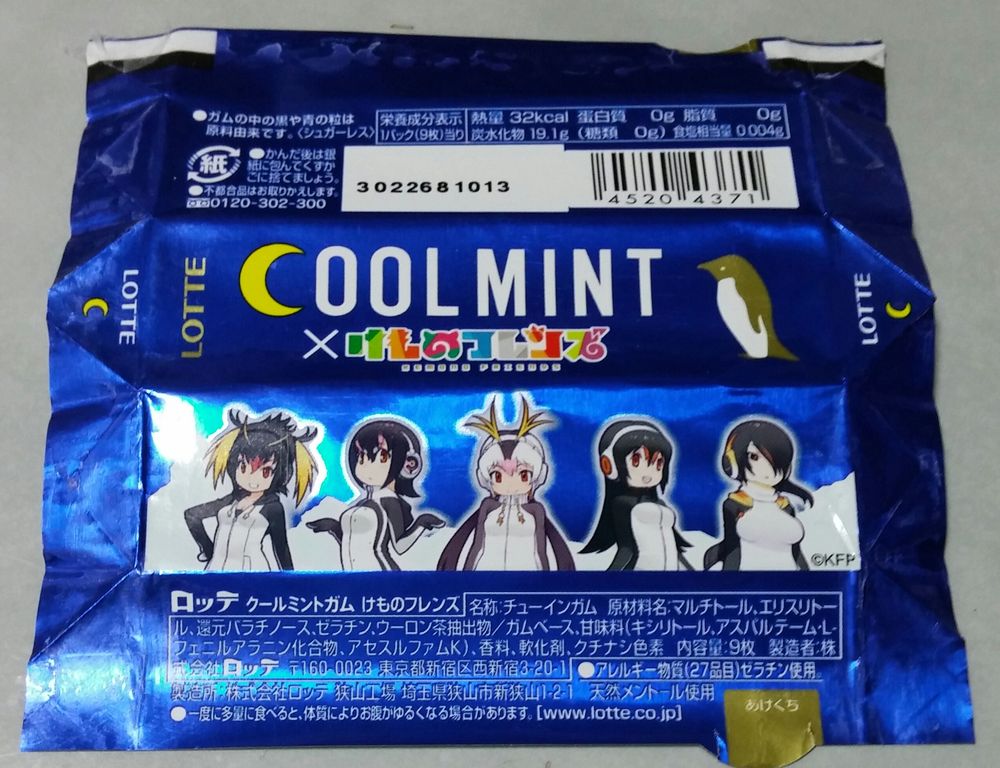 ●ガムの中の黒や青の粒は
原料由来です。〈シュガーレス〉
栄養成分表示 熱量 32kcal 蛋白質 0g 脂質 0g
1パック(9枚)当り 炭水化物 19.1g (糖類 0g) 食塩相当量 0.004g
紙
●かんだ後は銀
紙に包んでくずか
ごに捨てましょう。
●不都合品はお取りかえします。
0120-302-300
3022681013
4520 4371
LOTTE
LOTTE
COOLMINT
×けものフレンズ
KEMONO FRIENDS
LOTTE
©KFP
ロッテ クールミントガム けものフレンズ 名称:チューインガム 原材料名:マルチトール、エリスリトー
ル、還元パラチノース、ゼラチン、ウーロン茶抽出物/ガムベース、甘味料(キシリトール、アスパルテーム・L-
フェニルアラニン化合物、アセスルファムK)、香料、軟化剤、クチナシ色素 内容量:9枚 製造者:株
式会社ロッテ 〒160-0023 東京都新宿区西新宿3-20-1 ●アレルギー物質(27品目)ゼラチン使用。
製造所:株式会社ロッテ 狭山工場 埼玉県狭山市新狭山1-2-1 天然メントール使用
●一度に多量に食べると、体質によりお腹がゆるくなる場合があります。[www.lotte.co.jp]
あけくち